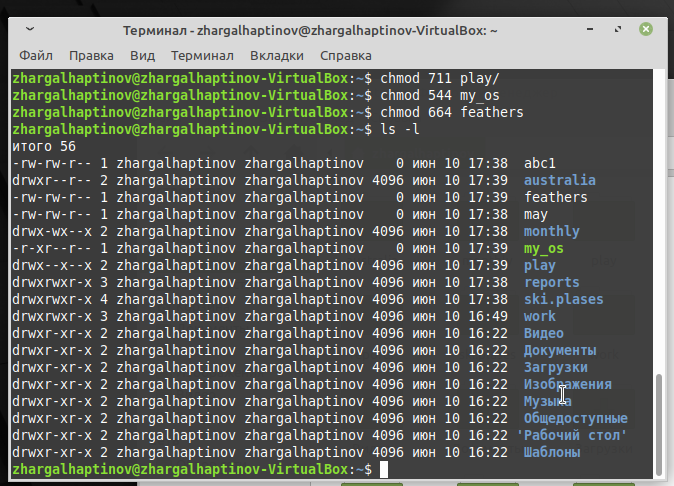 Терминал - zhargalhaptinov@zhargalhaptinov-VirtualBox: ~
Файл Правка Вид Терминал Вкладки Справка
zhargalhaptinov@zhargalhaptinov-VirtualBox:~$ chmod 711 play/
zhargalhaptinov@zhargalhaptinov-VirtualBox:~$ chmod 544 my_os
zhargalhaptinov@zhargalhaptinov-VirtualBox:~$ chmod 664 feathers
zhargalhaptinov@zhargalhaptinov-VirtualBox:~$ ls -l
итого 56
-rw-rw-r-- 1 zhargalhaptinov zhargalhaptinov    0 июн 10 17:38  abc1
drwxr--r-- 2 zhargalhaptinov zhargalhaptinov 4096 июн 10 17:39  australia
-rw-rw-r-- 1 zhargalhaptinov zhargalhaptinov    0 июн 10 17:39  feathers
-rw-rw-r-- 1 zhargalhaptinov zhargalhaptinov    0 июн 10 17:38  may
drwx-wx--x 2 zhargalhaptinov zhargalhaptinov 4096 июн 10 17:38  monthly
-r-xr--r-- 1 zhargalhaptinov zhargalhaptinov    0 июн 10 17:39  my_os
drwx--x--x 2 zhargalhaptinov zhargalhaptinov 4096 июн 10 17:39  play
drwxrwxr-x 3 zhargalhaptinov zhargalhaptinov 4096 июн 10 17:38  reports
drwxrwxr-x 4 zhargalhaptinov zhargalhaptinov 4096 июн 10 17:38  ski.plases
drwxrwxr-x 3 zhargalhaptinov zhargalhaptinov 4096 июн 10 16:49  work
drwxr-xr-x 2 zhargalhaptinov zhargalhaptinov 4096 июн 10 16:22  Видео
drwxr-xr-x 2 zhargalhaptinov zhargalhaptinov 4096 июн 10 16:22  Документы
drwxr-xr-x 2 zhargalhaptinov zhargalhaptinov 4096 июн 10 16:22  Загрузки
drwxr-xr-x 2 zhargalhaptinov zhargalhaptinov 4096 июн 10 16:22  Изображения
drwxr-xr-x 2 zhargalhaptinov zhargalhaptinov 4096 июн 10 16:22  Музыка
drwxr-xr-x 2 zhargalhaptinov zhargalhaptinov 4096 июн 10 16:22  Общедоступные
drwxr-xr-x 2 zhargalhaptinov zhargalhaptinov 4096 июн 10 16:22 'Рабочий стол'
drwxr-xr-x 2 zhargalhaptinov zhargalhaptinov 4096 июн 10 16:22  Шаблоны
zhargalhaptinov@zhargalhaptinov-VirtualBox:~$